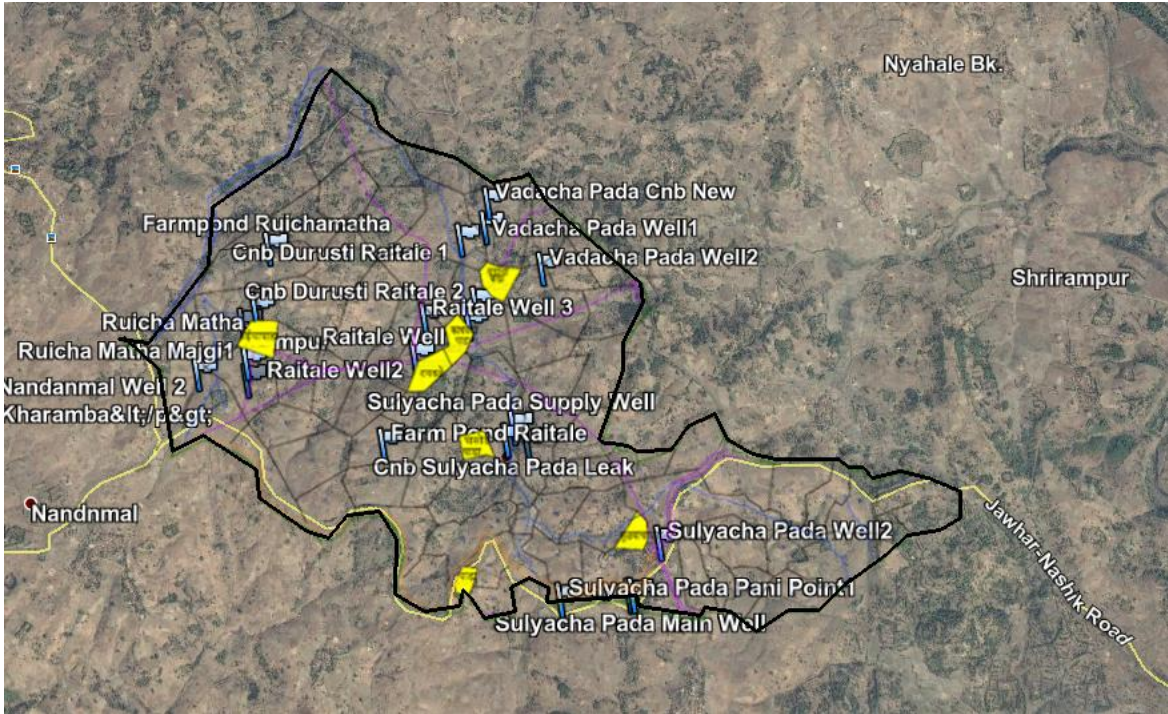 Nyahale Bk.
Vadacha Pada Cnb New
Farmpond Ruichamatha
Vadacha Pada Well1
Cnb Durusti Raitale 1
Vadacha Pada Well2
Shrirampur
Cnb Durusti Raitale 2
Raitale Well 3
Ruicha Matha
Raitale Well
Ruicha Matha Majgi1
Raitale Well2
Nandanmal Well 2
Sulyacha Pada Supply Well
Kharamba&lt;/p&gt;
Farm Pond Raitale
Cnb Sulyacha Pada Leak
Nandnmal
Sulyacha Pada Well2
Jawhar-Nashik Road
Sulyacha Pada Pani Point1
Sulyacha Pada Main Well